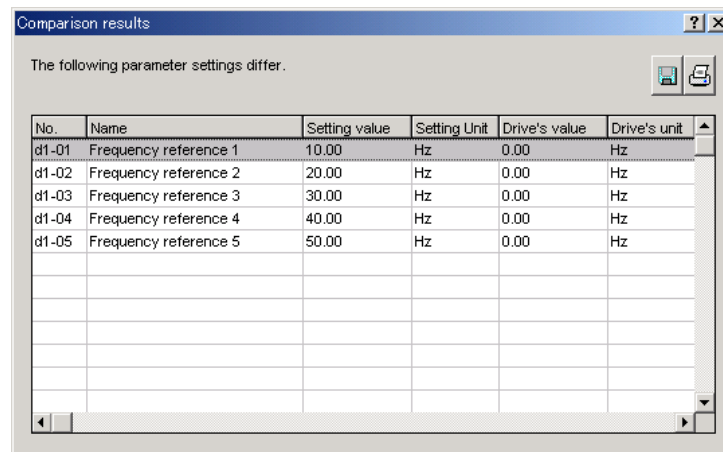 Comparison results
The following parameter settings differ.
No. Name Setting value Setting Unit Drive's value Drive's unit
d1-01 Frequency reference 1 10.00 Hz 0.00 Hz
d1-02 Frequency reference 2 20.00 Hz 0.00 Hz
d1-03 Frequency reference 3 30.00 Hz 0.00 Hz
d1-04 Frequency reference 4 40.00 Hz 0.00 Hz
d1-05 Frequency reference 5 50.00 Hz 0.00 Hz